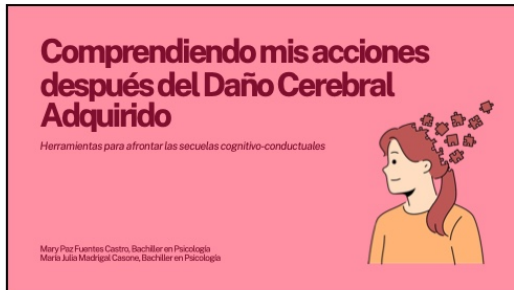 Comprendiendo mis acciones
después del Daño Cerebral
Adquirido
Herramientas para afrontar las secuelas cognitivo-conductuales
Mary Paz Fuentes Castro, Bachiller en Psicología
María Julia Madrigal Casone, Bachiller en Psicología